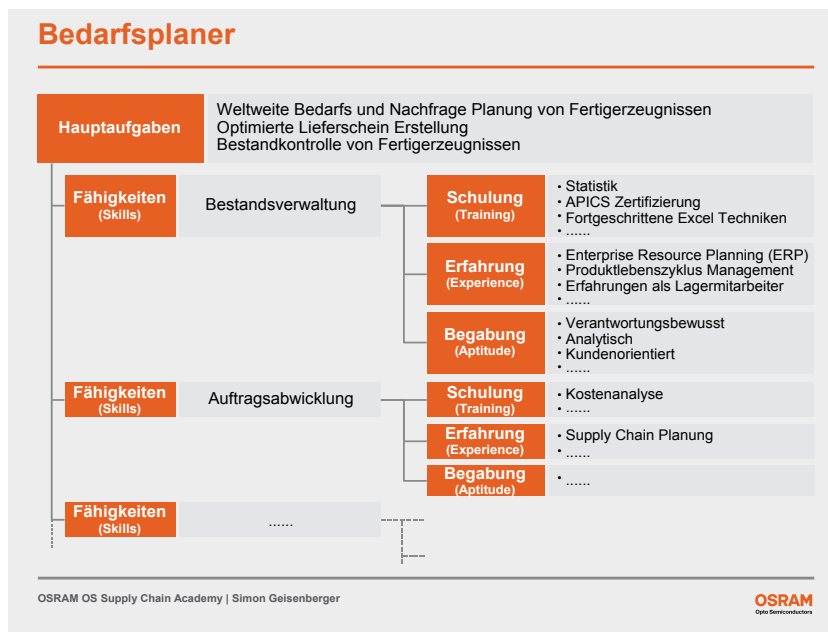 Bedarfsplaner
Hauptaufgaben
Weltweite Bedarfs und Nachfrage Planung von Fertigerzeugnissen
Optimierte Lieferschein Erstellung
Bestandkontrolle von Fertigerzeugnissen
Fähigkeiten
(Skills)
Bestandsverwaltung
Schulung
(Training)
• Statistik
• APICS Zertifizierung
• Fortgeschrittene Excel Techniken
• ......
Erfahrung
(Experience)
• Enterprise Resource Planning (ERP)
• Produktlebenszyklus Management
• Erfahrungen als Lagermitarbeiter
• ......
Begabung
(Aptitude)
• Verantwortungsbewusst
• Analytisch
• Kundenorientiert
• ......
Fähigkeiten
(Skills)
Auftragsabwicklung
Schulung
(Training)
• Kostenanalyse
• ......
Erfahrung
(Experience)
• Supply Chain Planung
• ......
Begabung
(Aptitude)
• ......
Fähigkeiten
(Skills)
......
OSRAM OS Supply Chain Academy | Simon Geisenberger
OSRAM
Opto Semiconductors